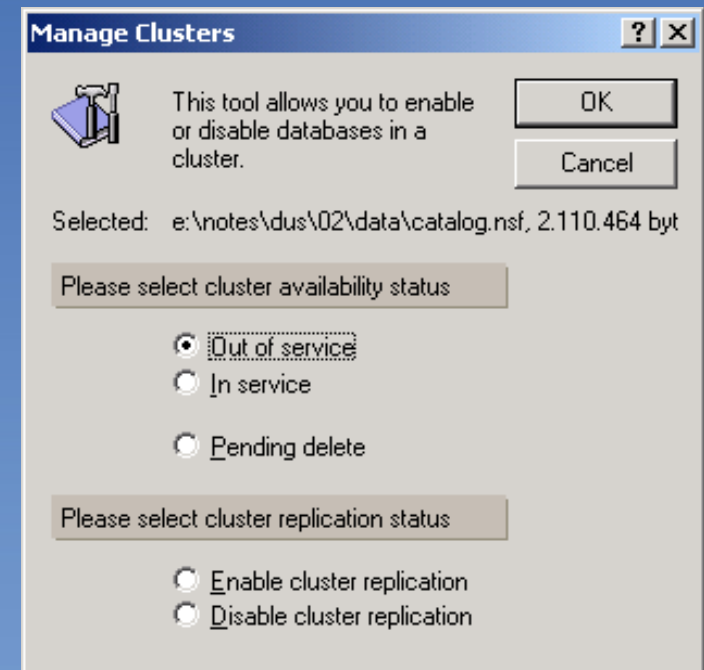 Manage Clusters
This tool allows you to enable
or disable databases in a
cluster.
OK
Cancel
Selected: e:\notes\dus\02\data\catalog.nsf, 2.110.464 byt
Please select cluster availability status
Out of service
In service
Pending delete
Please select cluster replication status
Enable cluster replication
Disable cluster replication